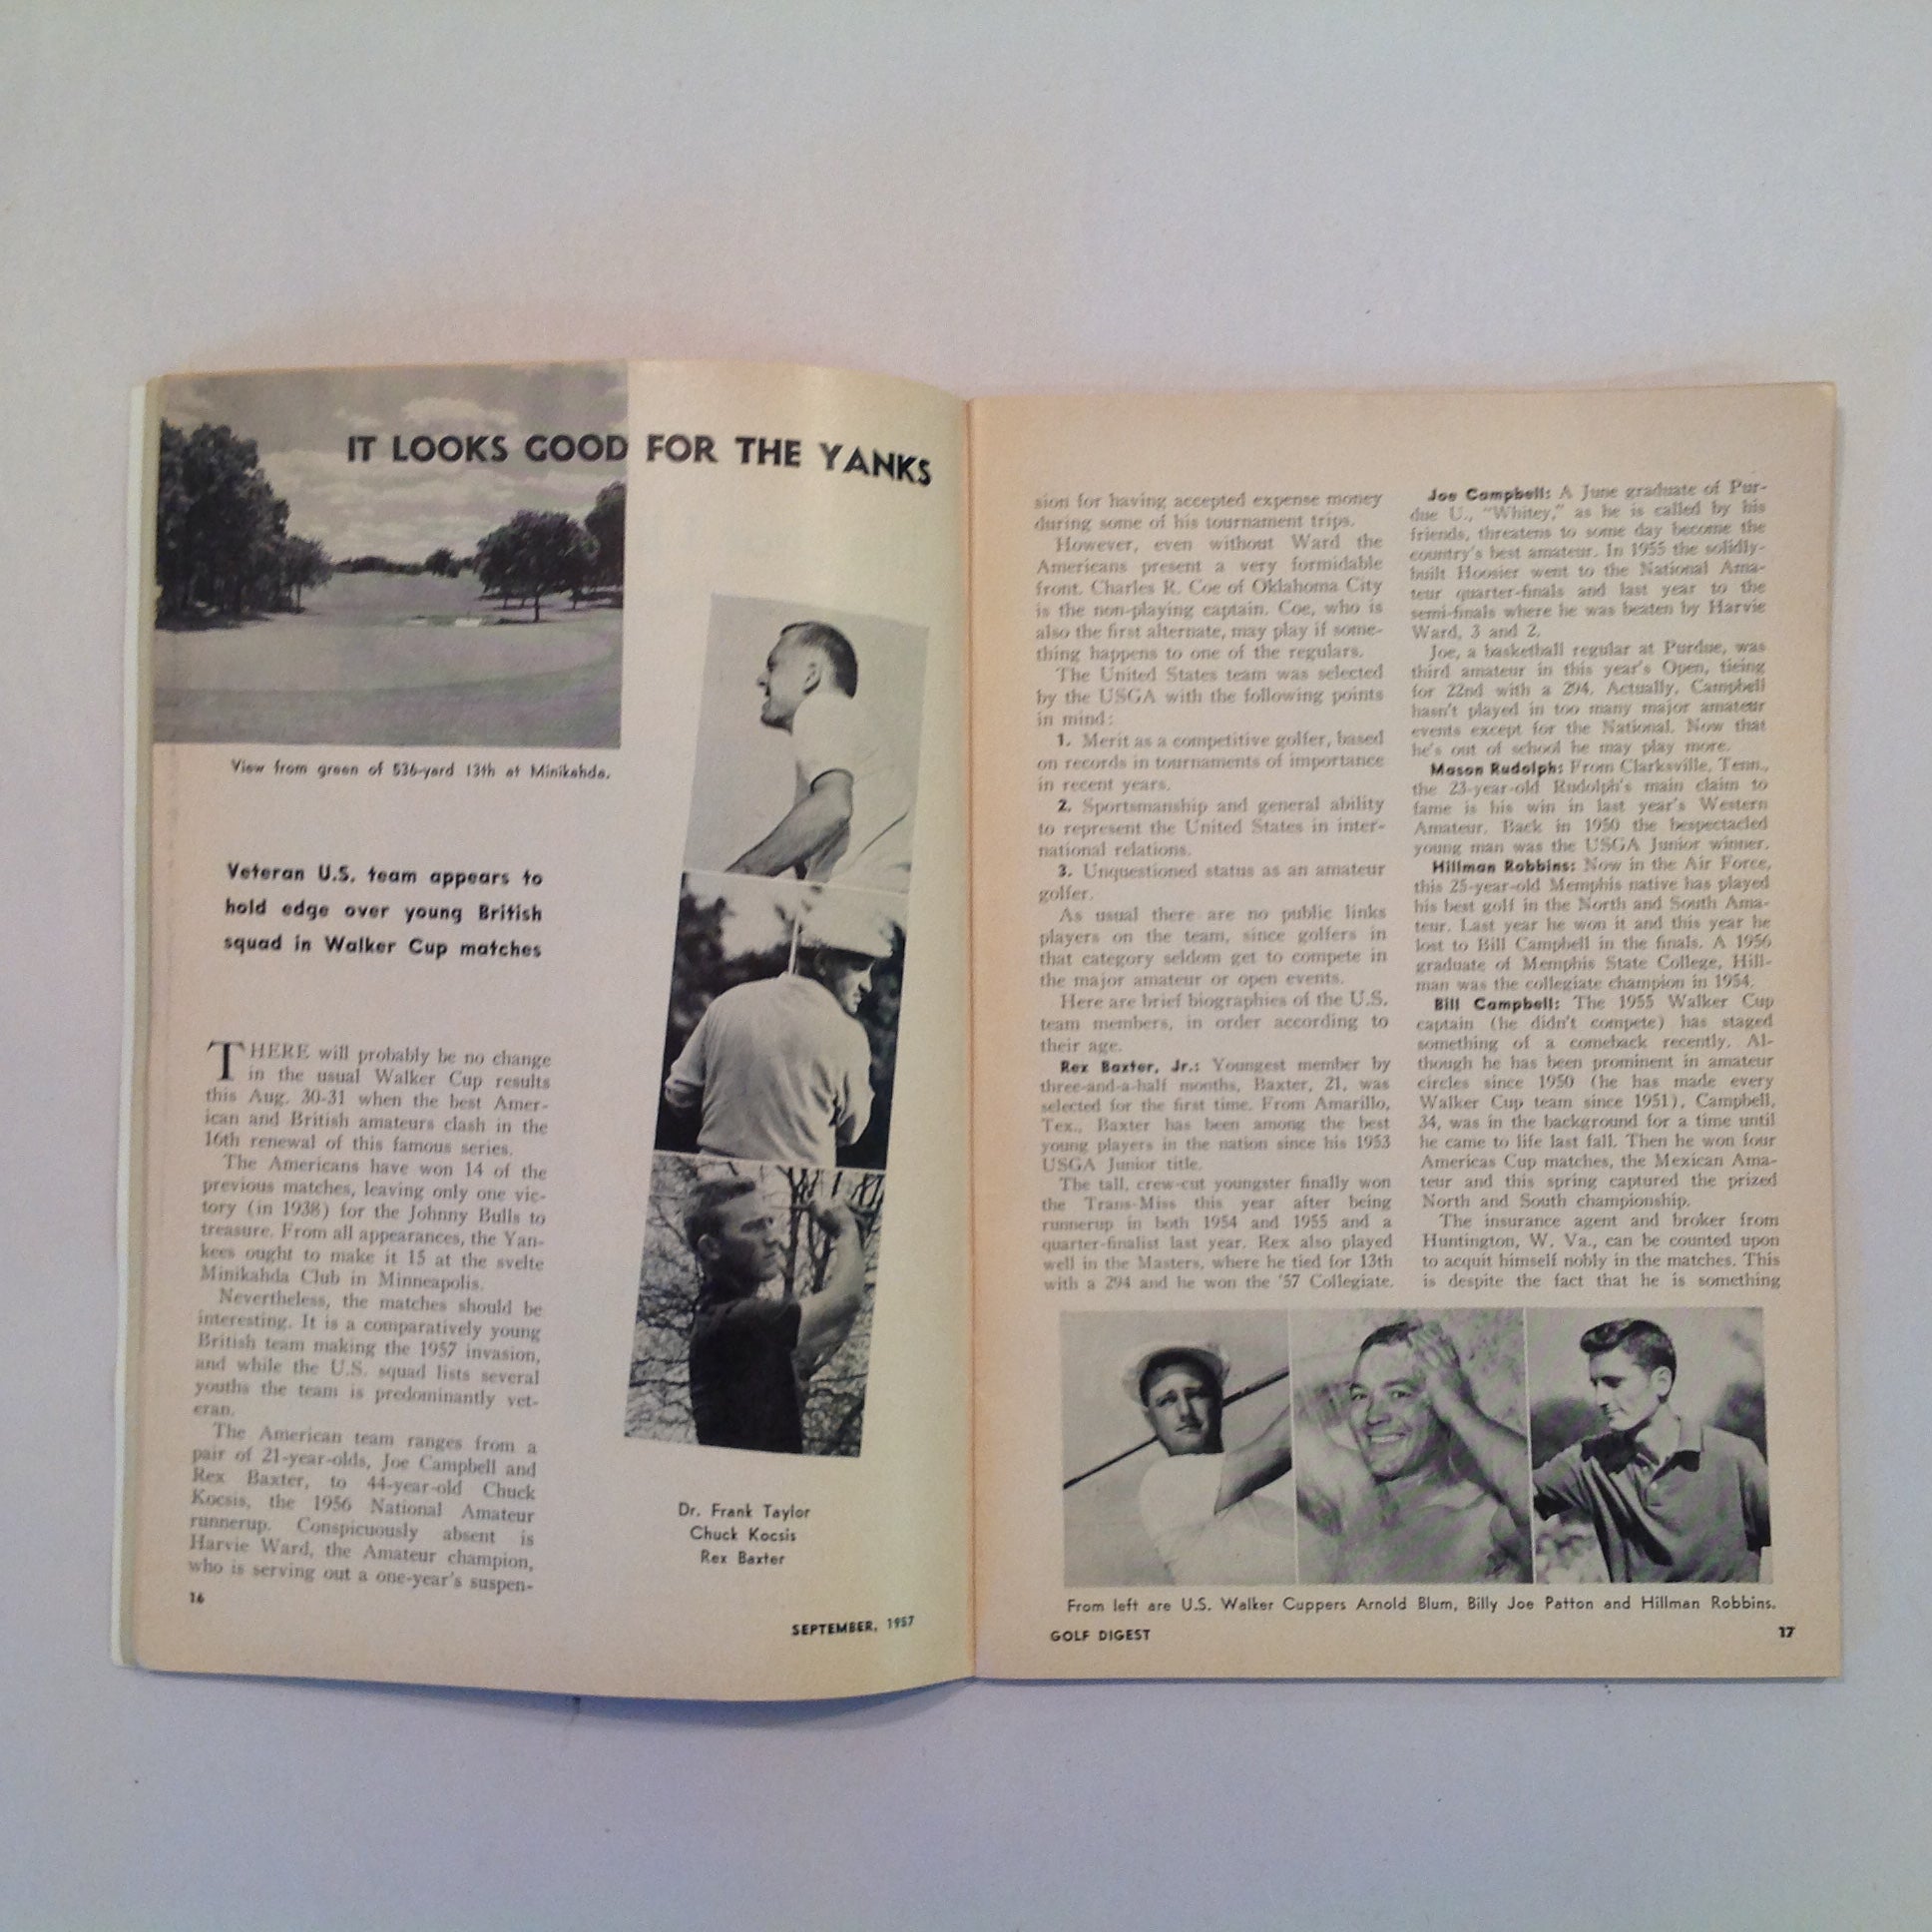 IT LOOKS GOOD FOR THE YANKS
View from green of 536-yard 13th at Minikahda.
Veteran U.S. team appears to
hold edge over young British
squad in Walker Cup matches
THERE will probably be no change
in the usual Walker Cup results
this Aug. 30-31 when the best Amer-
ican and British amateurs clash in the
16th renewal of this famous series.
The Americans have won 14 of the
previous matches, leaving only one vic-
tory (in 1938) for the Johnny Bulls to
treasure. From all appearances, the Yan-
kees ought to make it 15 at the svelte
Minikahda Club in Minneapolis.
Nevertheless, the matches should be
interesting. It is a comparatively young
British team making the 1957 invasion,
and while the U.S. squad lists several
youths the team is predominantly vet-
eran.
The American team ranges from a
pair of 21-year-olds, Joe Campbell and
Rex Baxter, to 44-year-old Chuck
Kocsis, the 1956 National Amateur
runnerup. Conspicuously absent is
Harvie Ward, the Amateur champion,
who is serving out a one-year's suspen-
16
Dr. Frank Taylor
Chuck Kocsis
Rex Baxter
SEPTEMBER, 1957
sion for having accepted expense money
during some of his tournament trips.
However, even without Ward the
Americans present a very formidable
front. Charles R. Coe of Oklahoma City
is the non-playing captain. Coe, who is
also the first alternate, may play if some-
thing happens to one of the regulars.
The United States team was selected
by the USGA with the following points
in mind:
1. Merit as a competitive golfer, based
on records in tournaments of importance
in recent years.
2. Sportsmanship and general ability
to represent the United States in inter-
national relations.
3. Unquestioned status as an amateur
golfer.
As usual there are no public links
players on the team, since golfers in
that category seldom get to compete in
the major amateur or open events.
Here are brief biographies of the U.S.
team members, in order according to
their age.
Rex Baxter, Jr.: Youngest member by
three-and-a-half months, Baxter, 21, was
selected for the first time. From Amarillo,
Tex., Baxter has been among the best
young players in the nation since his 1953
USGA Junior title.
The tall, crew-cut youngster finally won
the Trans-Miss this year after being
runnerup in both 1954 and 1955 and a
quarter-finalist last year. Rex also played
well in the Masters, where he tied for 13th
with a 294 and he won the '57 Collegiate.
Joe Campbell: A June graduate of Pur-
due U., "Whitey," as he is called by his
friends, threatens to some day become the
country's best amateur. In 1955 the solidly-
built Hoosier went to the National Ama-
teur quarter-finals and last year to the
semi-finals where he was beaten by Harvie
Ward, 3 and 2.
Joe, a basketball regular at Purdue, was
third amateur in this year's Open, tieing
for 22nd with a 294. Actually, Campbell
hasn't played in too many major amateur
events except for the National. Now that
he's out of school he may play more.
Mason Rudolph: From Clarksville, Tenn.,
the 23-year-old Rudolph's main claim to
fame is his win in last year's Western
Amateur. Back in 1950 the bespectacled
young man was the USGA Junior winner.
Hillman Robbins: Now in the Air Force,
this 25-year-old Memphis native has played
his best golf in the North and South Ama-
teur. Last year he won it and this year he
lost to Bill Campbell in the finals. A 1956
graduate of Memphis State College, Hill-
man was the collegiate champion in 1954.
Bill Campbell: The 1955 Walker Cup
captain (he didn't compete) has staged
something of a comeback recently. Al-
though he has been prominent in amateur
circles since 1950 (he has made every
Walker Cup team since 1951), Campbell,
34, was in the background for a time until
he came to life last fall. Then he won four
Americas Cup matches, the Mexican Ama-
teur and this spring captured the prized
North and South championship.
The insurance agent and broker from
Huntington, W. Va., can be counted upon
to acquit himself nobly in the matches. This
is despite the fact that he is something
From left are U.S. Walker Cuppers Arnold Blum, Billy Joe Patton and Hillman Robbins.
GOLF DIGEST
17